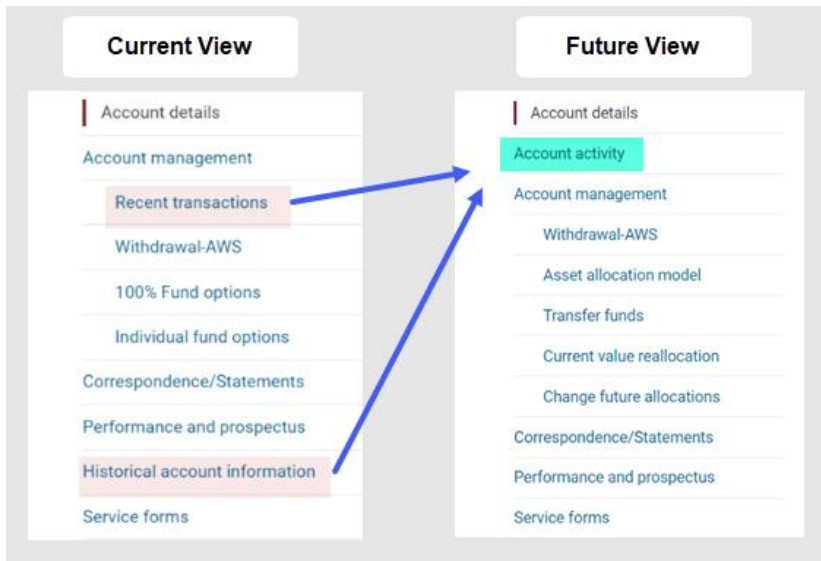 Current View
Account details
Account management
Recent transactions
Withdrawal-AWS
100% Fund options
Individual fund options
Correspondence/Statements
Performance and prospectus
Historical account information
Service forms
Future View
Account details
Account activity
Account management
Withdrawal-AWS
Asset allocation model
Transfer funds
Current value reallocation
Change future allocations
Correspondence/Statements
Performance and prospectus
Service forms